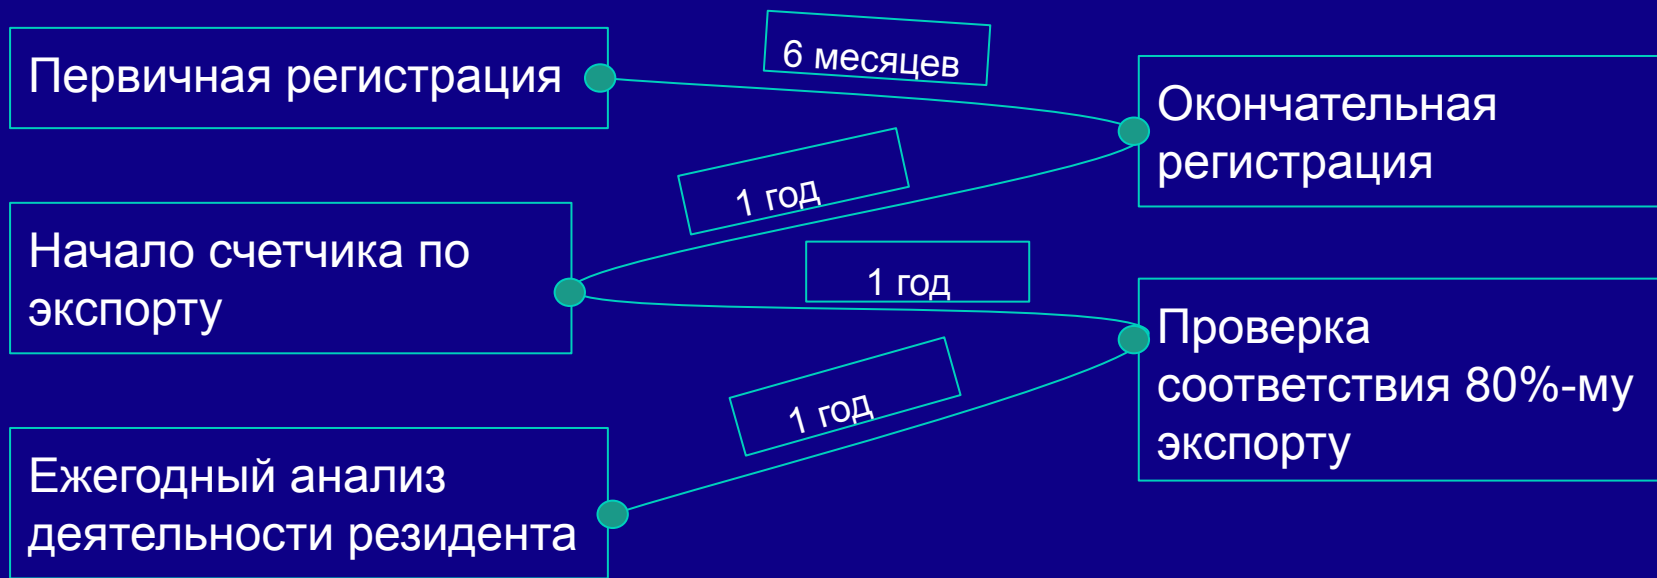 Первичная регистрация
6 месяцев
Окончательная
регистрация
1 год
Начало счетчика по
экспорту
1 год
Проверка
соответствия 80%-му
экспорту
1 год
Ежегодный анализ
деятельности резидента